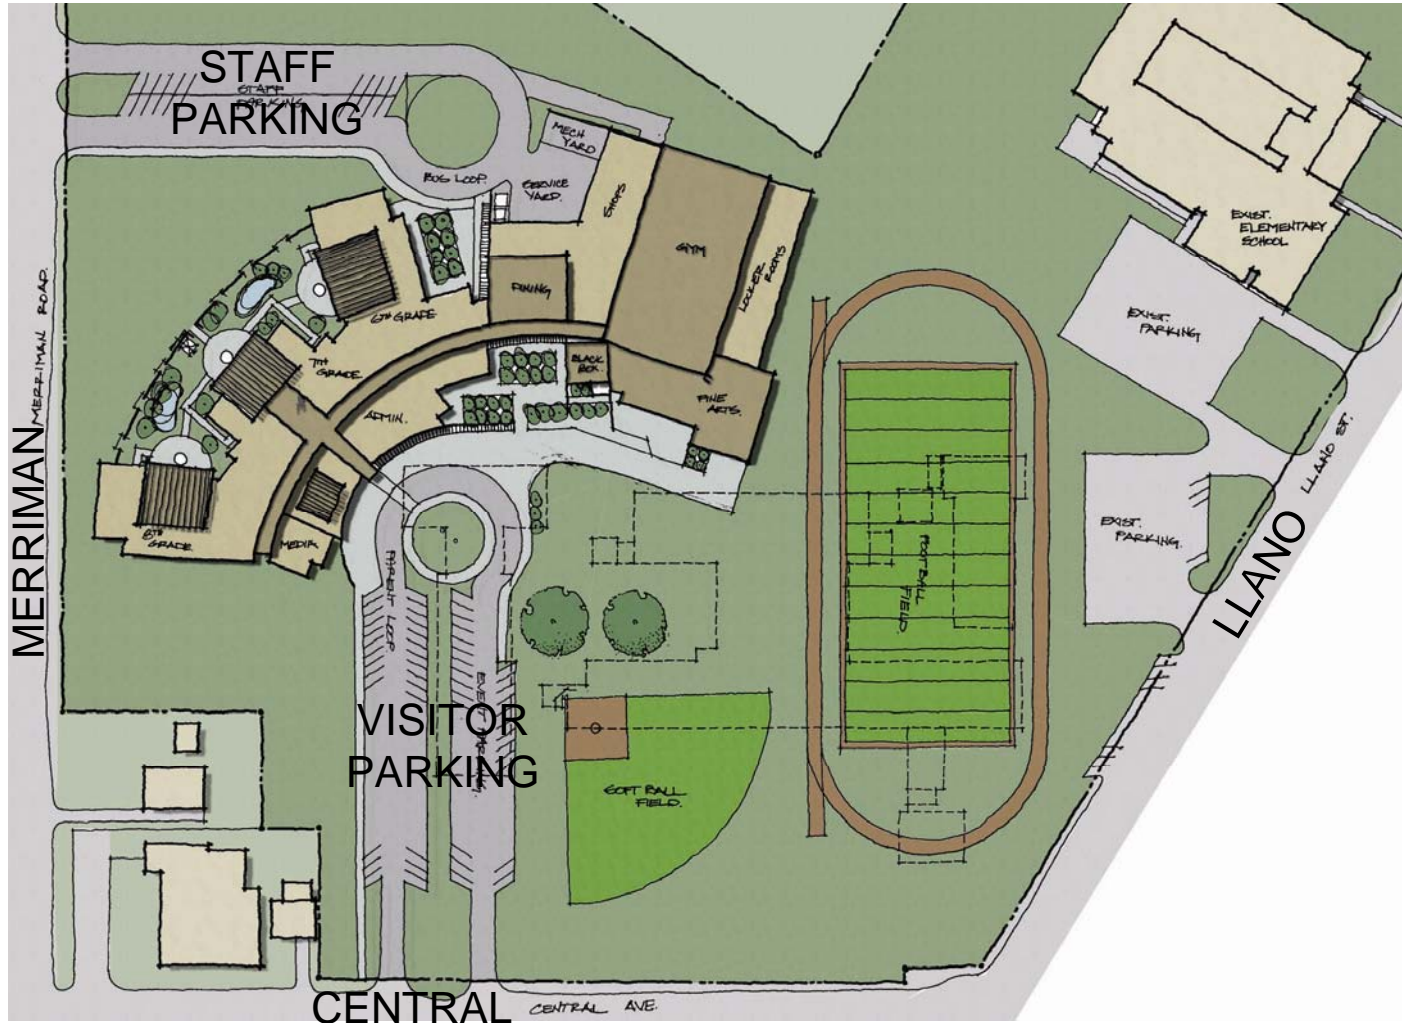 STAFF
PARKING
STAFF
PARKING
MECH
YARD
BUS LOOP.
SERVICE
YARD.
SHOPS
GYM
LOCKER
ROOMS
EXIST.
ELEMENTARY
SCHOOL
DINING
6TH GRADE
7TH
GRADE
BLACK
BOX.
ADMIN.
FINE
ARTS.
EXIST.
PARKING
MERRIMAN ROAD.
MERRIMAN
8TH
GRADE
MEDIA
PARENT LOOP.
FOOTBALL
FIELD.
EXIST.
PARKING.
LLANO ST.
LLANO
VISITOR
PARKING
EVENT PARKING.
SOFT BALL
FIELD.
CENTRAL
CENTRAL AVE.